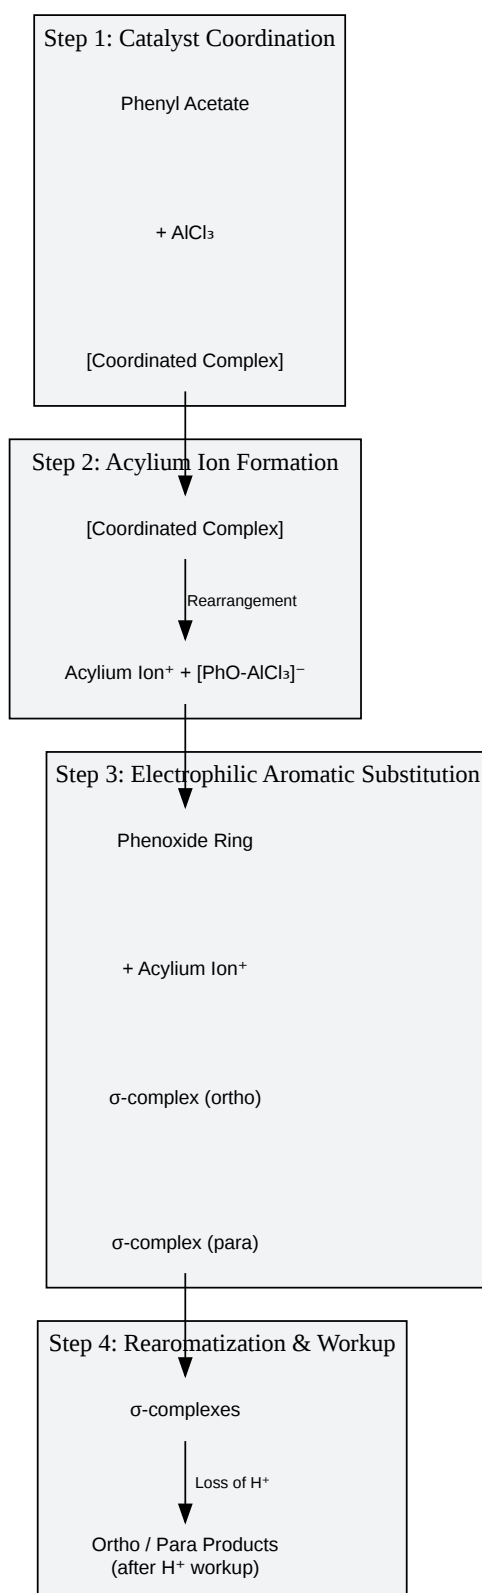 Step 1: Catalyst Coordination
Phenyl Acetate
+ AlCl₃
[Coordinated Complex]
Step 2: Acylium Ion Formation
[Coordinated Complex]
Rearrangement
Acylium Ion⁺ + [PhO-AlCl₃]⁻
Step 3: Electrophilic Aromatic Substitution
Phenoxide Ring
+ Acylium Ion⁺
σ-complex (ortho)
σ-complex (para)
Step 4: Rearomatization & Workup
σ-complexes
Loss of H⁺
Ortho / Para Products
(after H⁺ workup)